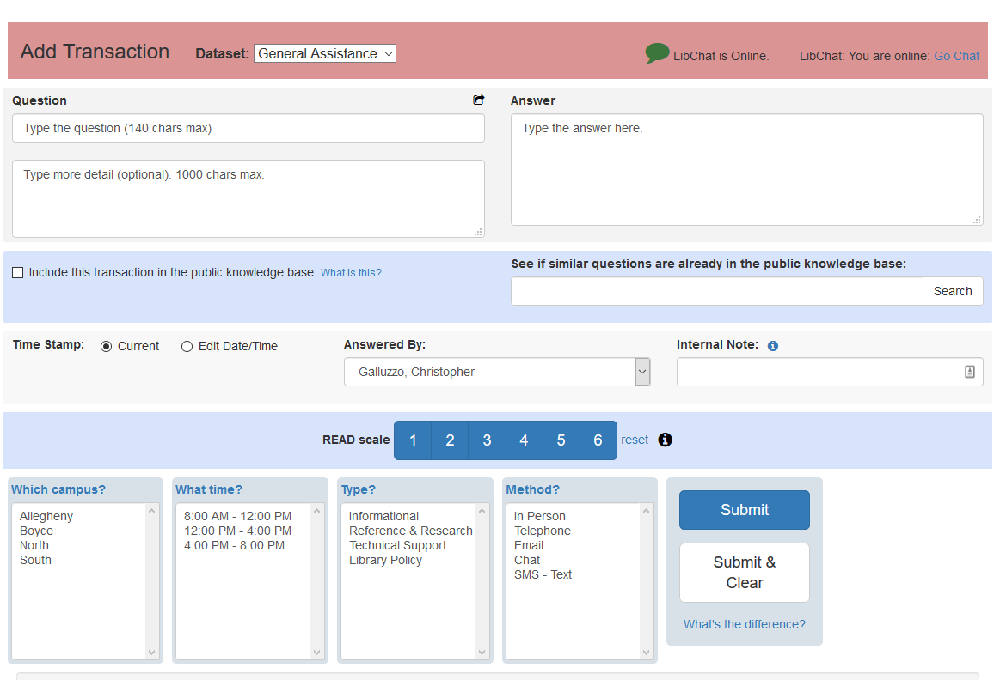 Add Transaction Dataset: General Assistance LibChat is Online. LibChat: You are online: Go Chat
Question Answer
Type the question (140 chars max) Type the answer here.
Type more detail (optional). 1000 chars max.
Include this transaction in the public knowledge base. What is this?
See if similar questions are already in the public knowledge base:
Search
Time Stamp: Current Edit Date/Time Answered By: Internal Note:
Galluzzo, Christopher
READ scale 1 2 3 4 5 6 reset
Which campus?
Allegheny
Boyce
North
South
What time?
8:00 AM - 12:00 PM
12:00 PM - 4:00 PM
4:00 PM - 8:00 PM
Type?
Informational
Reference & Research
Technical Support
Library Policy
Method?
In Person
Telephone
Email
Chat
SMS - Text
Submit
Submit &
Clear
What's the difference?